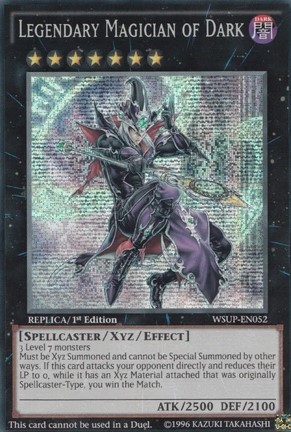 LEGENDARY MAGICIAN OF DARK
DARK
闇
REPLICA/1st Edition
WSUP-EN052
[SPELLCASTER/XYZ/EFFECT]
3 Level 7 monsters
Must be Xyz Summoned and cannot be Special Summoned by other
ways. If this card attacks your opponent directly and reduces their
LP to 0, while it has an Xyz Material attached that was originally
Spellcaster-Type, you win the Match.
ATK/2500 DEF/2100
This card cannot be used in a Duel.
©1996 KAZUKI TAKAHASHI